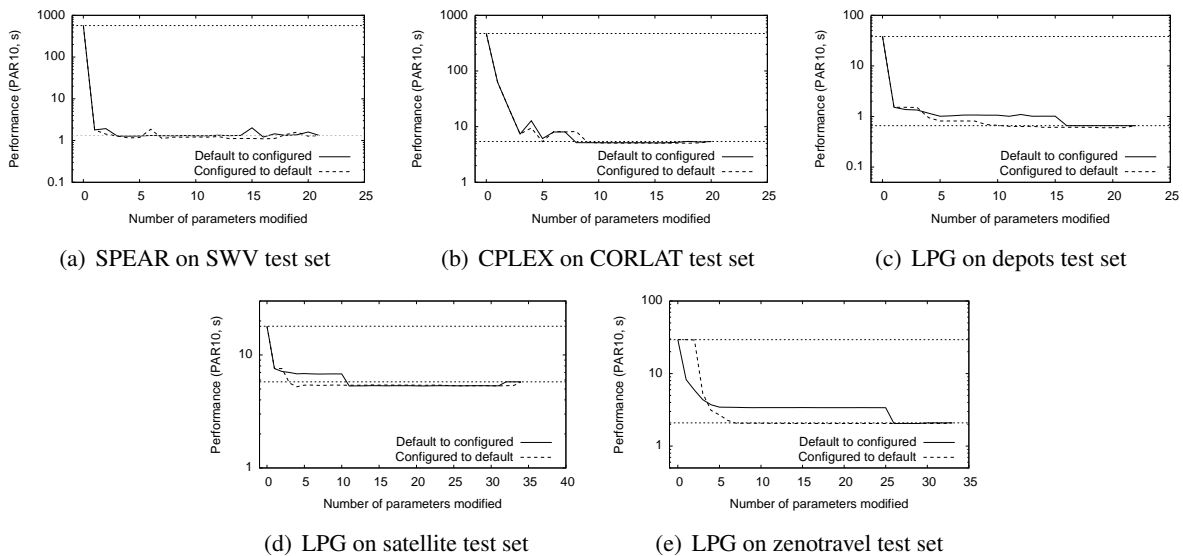 1000
100
10
1
0.1
Performance (PAR10, s)
Default to configured
Configured to default
0 5 10 15 20 25
Number of parameters modified
(a) SPEAR on SWV test set
1000
100
10
1
Performance (PAR10, s)
Default to configured
Configured to default
0 5 10 15 20 25
Number of parameters modified
(b) CPLEX on CORLAT test set
100
10
1
0.1
Performance (PAR10, s)
Default to configured
Configured to default
0 5 10 15 20 25
Number of parameters modified
(c) LPG on depots test set
10
1
Performance (PAR10, s)
Default to configured
Configured to default
0 5 10 15 20 25 30 35 40
Number of parameters modified
(d) LPG on satellite test set
100
10
1
Performance (PAR10, s)
Default to configured
Configured to default
0 5 10 15 20 25 30 35
Number of parameters modified
(e) LPG on zenotravel test set